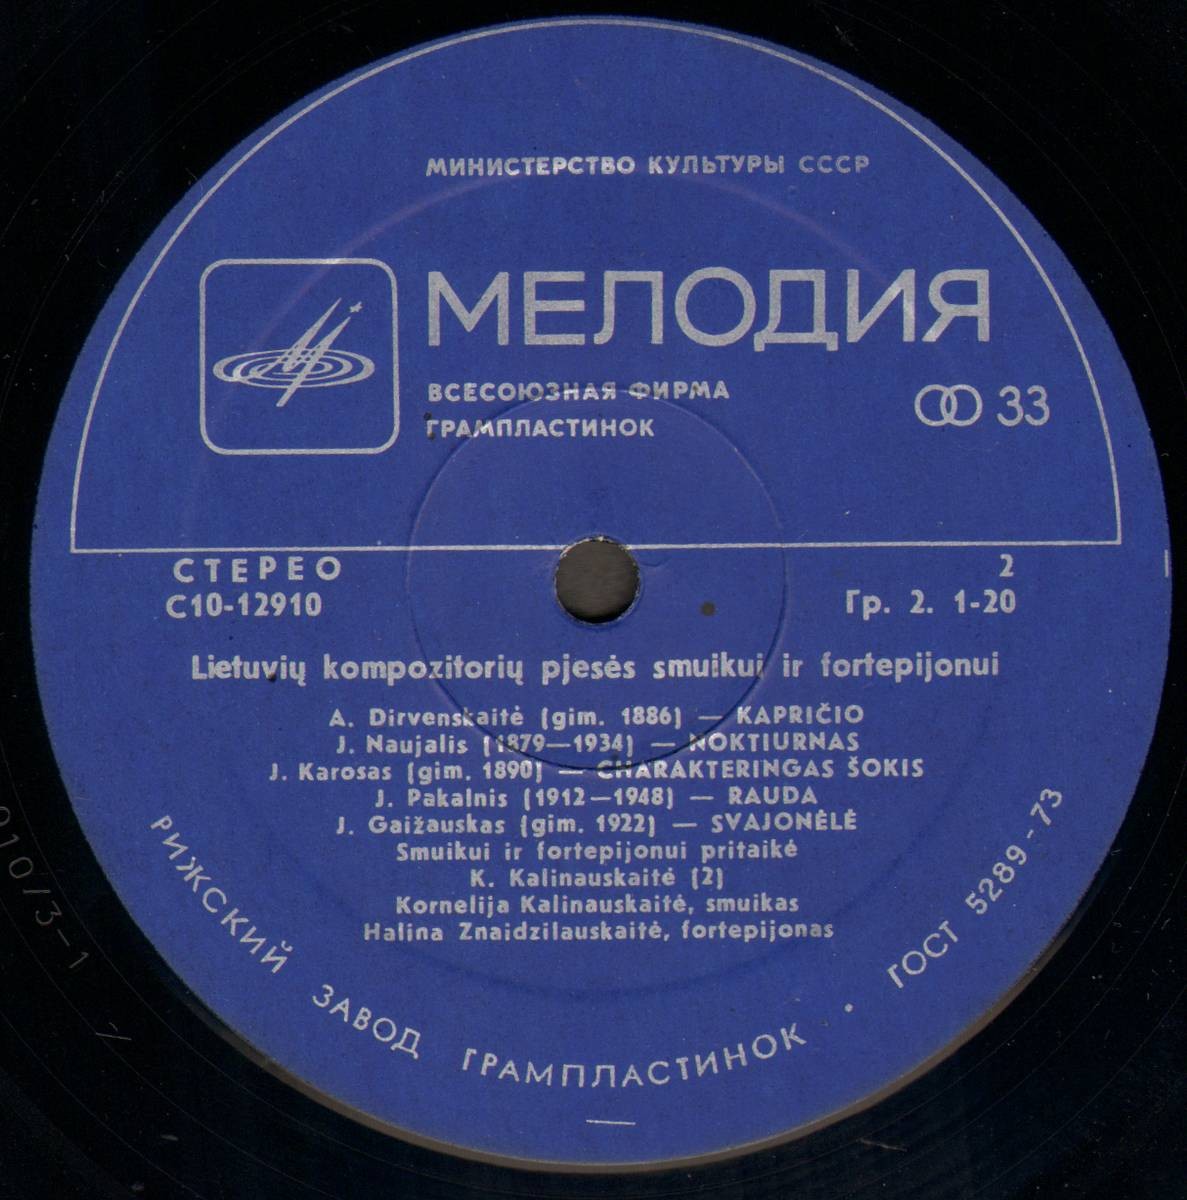 МИНИСТЕРСТВО КУЛЬТУРЫ СССР
МЕЛОДИЯ
ВСЕСОЮЗНАЯ ФИРМА
ГРАМПЛАСТИНОК
33
СТЕРЕО
2
С10-12910
Гр. 2. 1-20
Lietuvių kompozitorių pjesės smuikui ir fortepijonui
A. Dirvenskaitė (gim. 1886) — KAPRIČIO
J. Naujalis (1879—1934) — NOKTIURNAS
J. Karosas (gim. 1890) — CHARAKTERINGAS ŠOKIS
J. Pakalnis (1912—1948) — RAUDA
J. Gaižauskas (gim. 1922) — SVAJONĖLĖ
Smuikui ir fortepijonui pritaikė
K. Kalinauskaitė (2)
Kornelija Kalinauskaitė, smuikas
Halina Znaidzilauskaitė, fortepijonas
РИЖСКИЙ ЗАВОД ГРАМПЛАСТИНОК · ГОСТ 5289-73
910/3-1